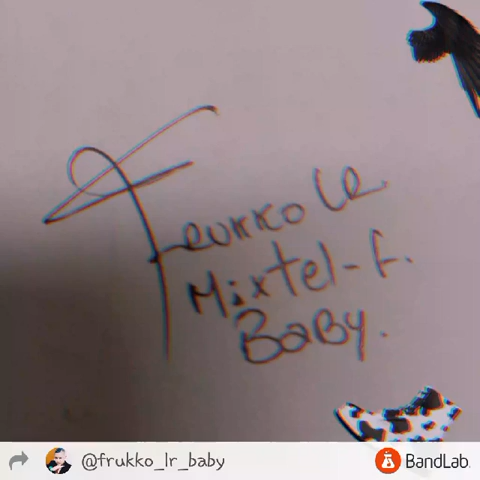 Frukko LR.
Mixtel-f.
BaBy.
@frukko_lr_baby
BandLab